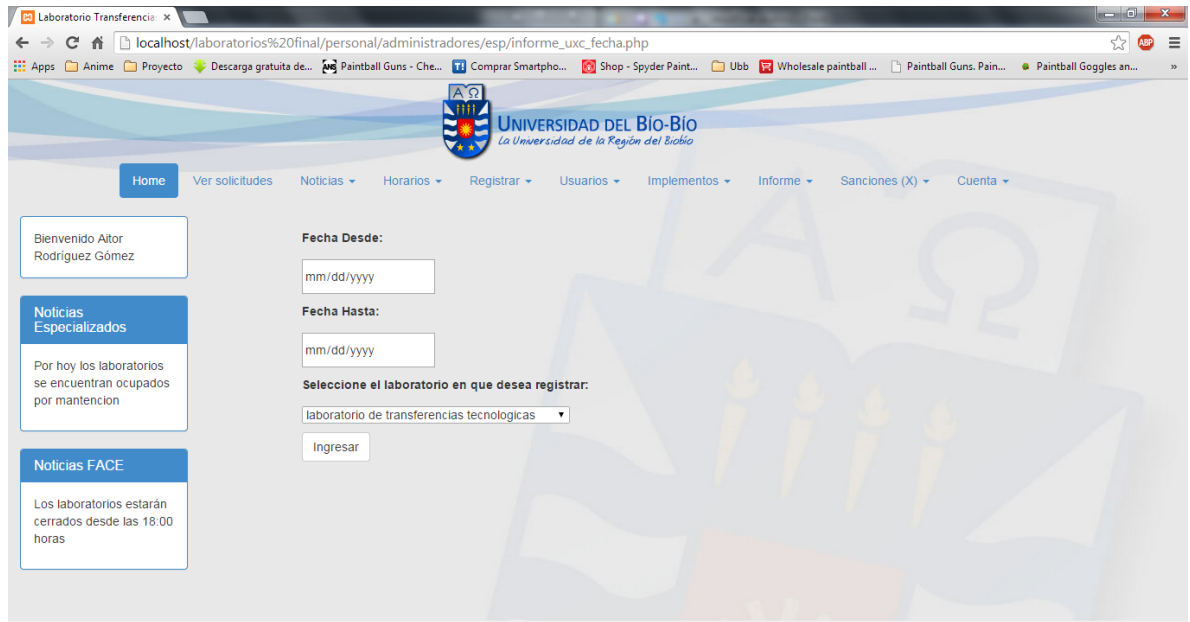 Laboratorio Transferencia
localhost/laboratorios%20final/personal/administradores/esp/informe_uxc_fecha.php
ABP
Apps Anime Proyecto Descarga gratuita de... ANS Paintball Guns - Che... T! Comprar Smartpho... Shop - Spyder Paint... Ubb Wholesale paintball ... Paintball Guns. Pain... Paintball Goggles an... »
ΑΩ
UNIVERSIDAD DEL BÍO-BÍO
La Universidad de la Región del Biobío
Home Ver solicitudes Noticias Horarios Registrar Usuarios Implementos Informe Sanciones (X) Cuenta
Bienvenido Aitor
Rodríguez Gómez
Noticias
Especializados
Por hoy los laboratorios
se encuentran ocupados
por mantencion
Noticias FACE
Los laboratorios estarán
cerrados desde las 18:00
horas
Fecha Desde:
mm/dd/yyyy
Fecha Hasta:
mm/dd/yyyy
Seleccione el laboratorio en que desea registrar:
laboratorio de transferencias tecnologicas
Ingresar
ΑΩ